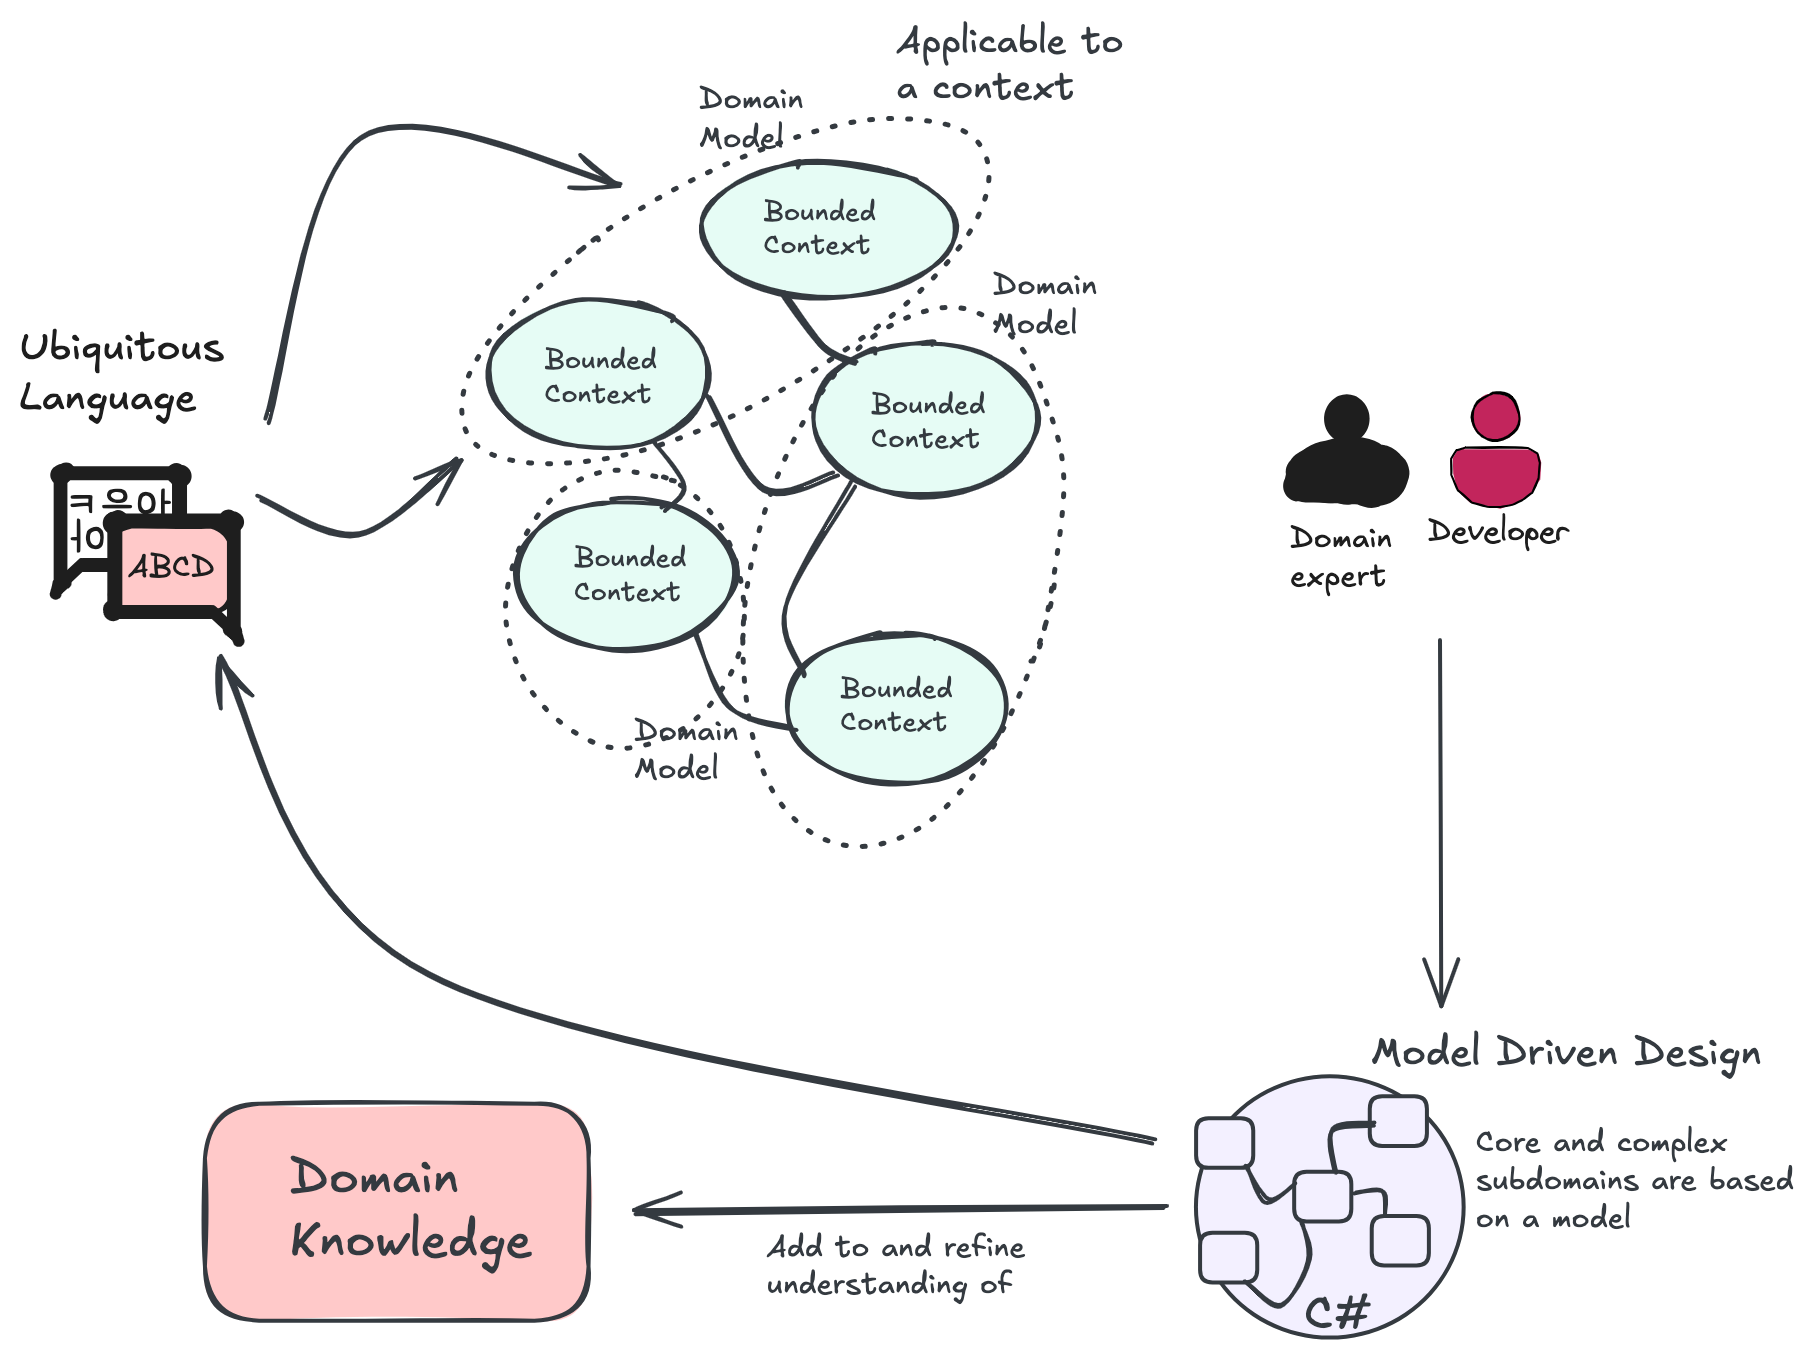 Applicable to
a context
Domain
Model
Bounded
Context
Domain
Model
Ubiquitous
Language
Bounded
Context
Bounded
Context
ㅋ으아
ㅓ이
ABCD
Bounded
Context
Domain
expert
Developer
Bounded
Context
Domain
Model
Model Driven Design
Core and complex
subdomains are based
on a model
Domain
Knowledge
Add to and refine
understanding of
C#